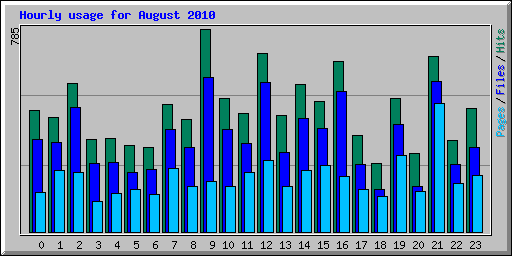 Hourly usage for August 2010
785
Pages / Files / Hits
0 1 2 3 4 5 6 7 8 9 10 11 12 13 14 15 16 17 18 19 20 21 22 23